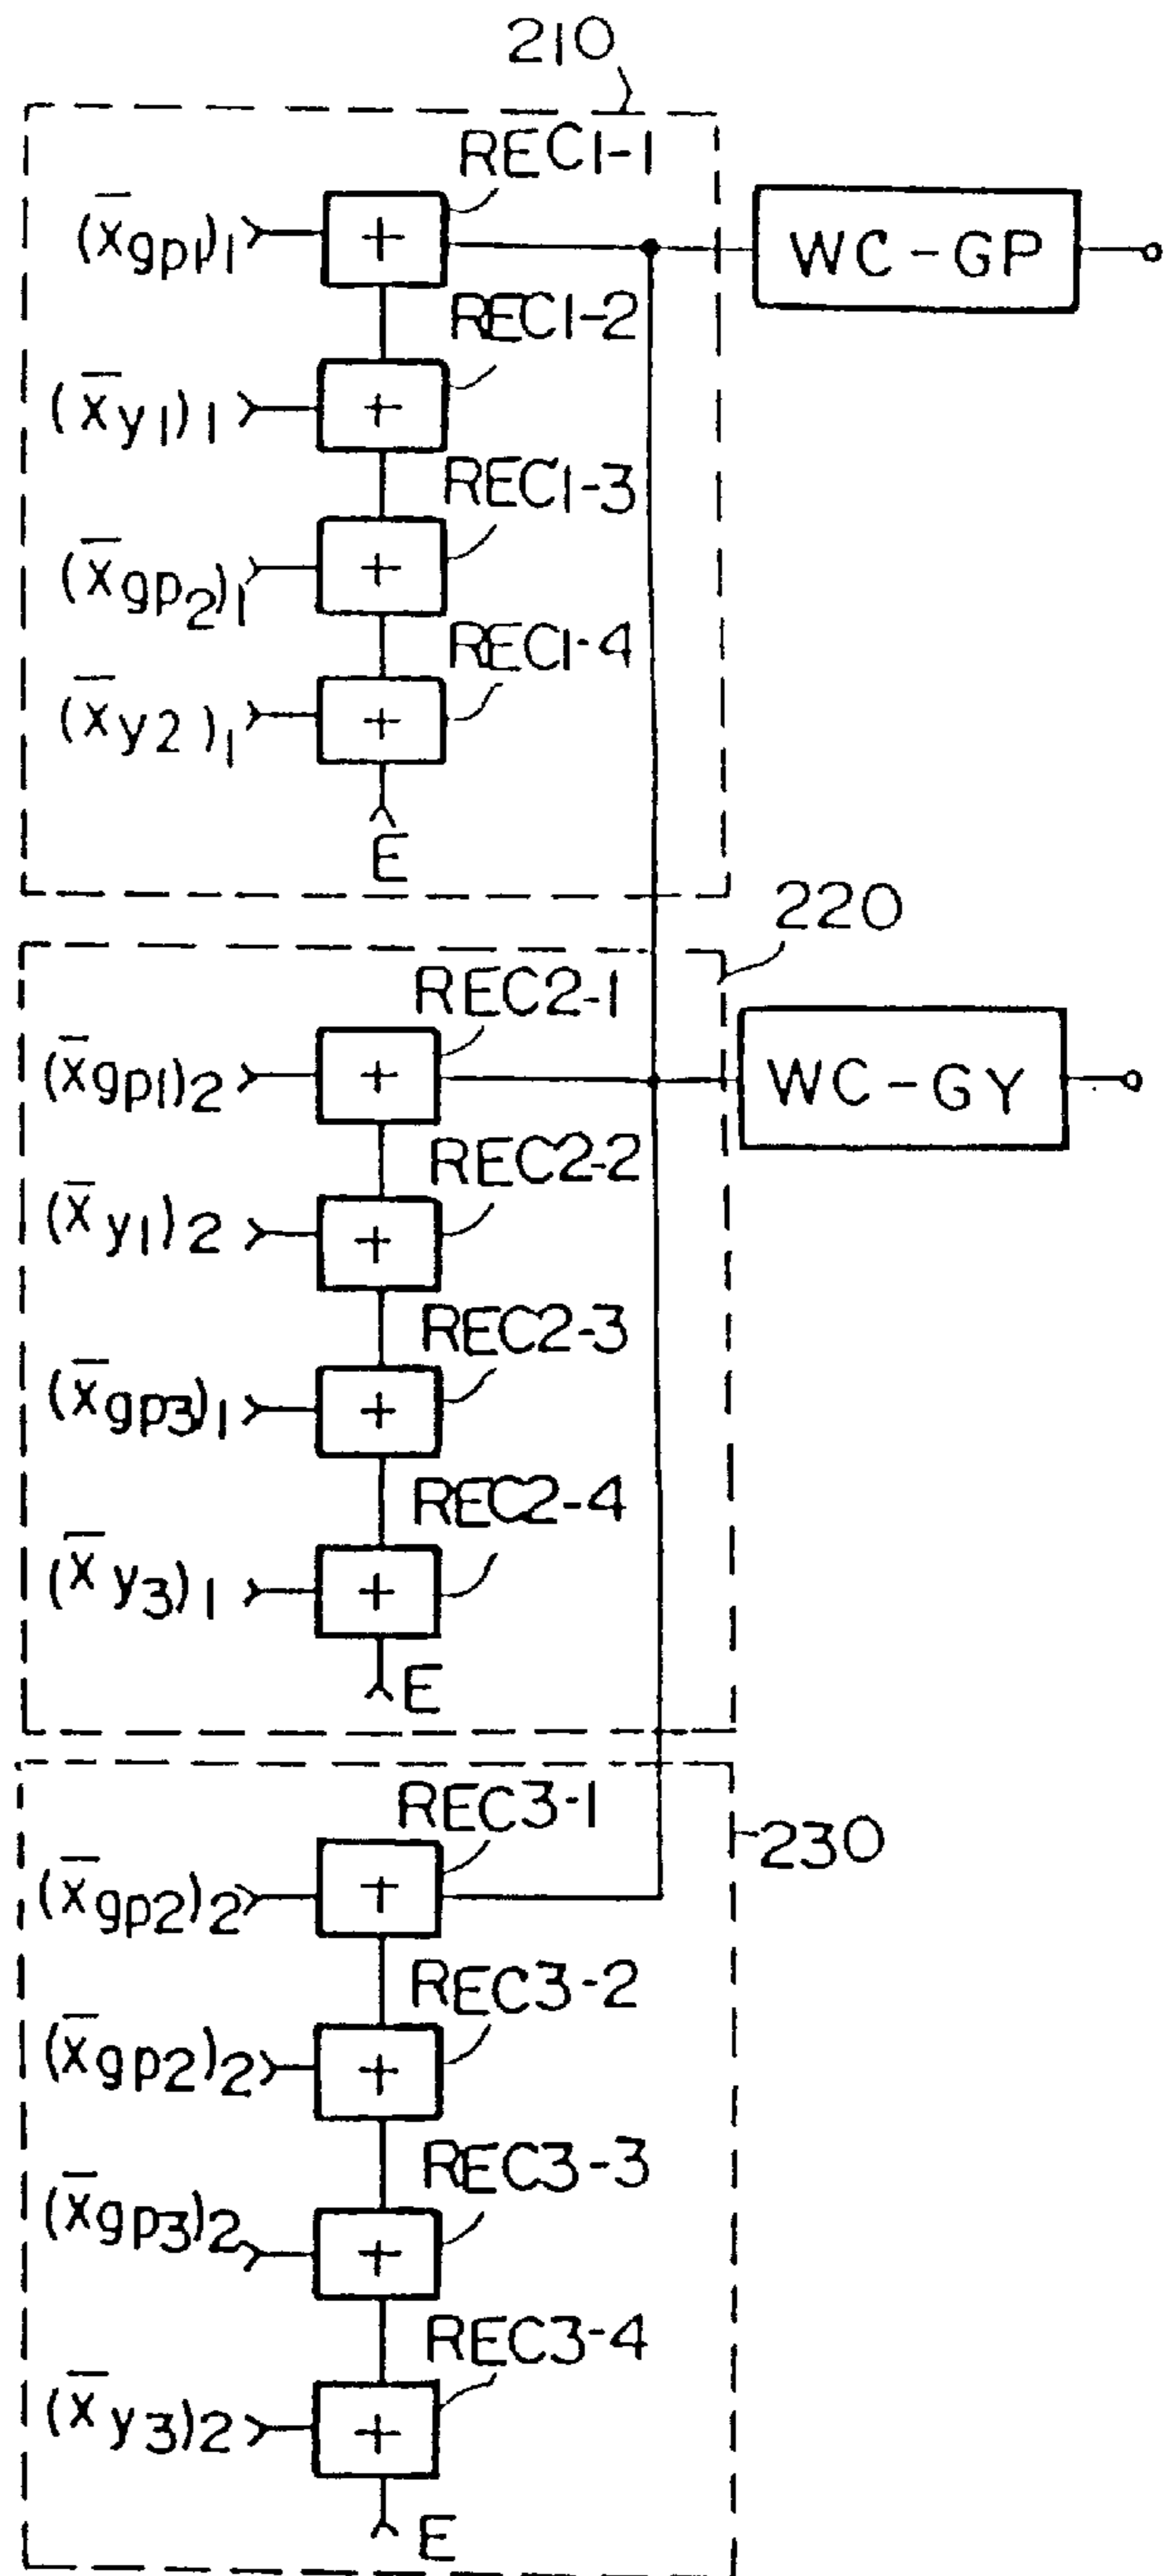 210
REC1-1
(x̄gp1)1
+
WC-GP
REC1-2
(x̄y1)1
+
REC1-3
(x̄gp2)1
+
REC1-4
(x̄y2)1
+
E
220
REC2-1
(x̄gp1)2
+
WC-GY
REC2-2
(x̄y1)2
+
REC2-3
(x̄gp3)1
+
REC2-4
(x̄y3)1
+
E
REC3-1
230
(x̄gp2)2
+
REC3-2
(x̄gp2)2
+
REC3-3
(x̄gp3)2
+
REC3-4
(x̄y3)2
+
E